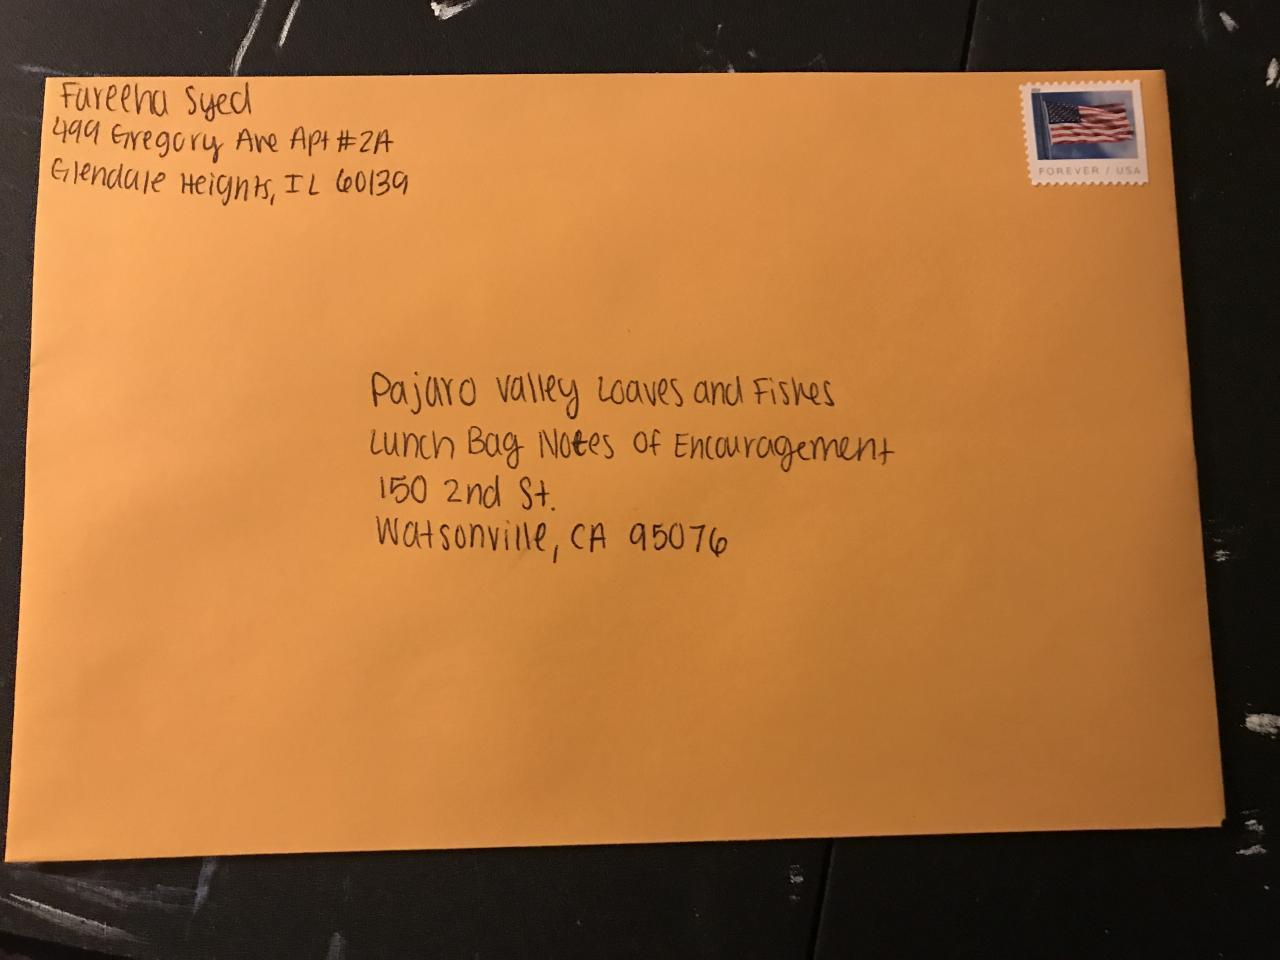 Fareeha Syed
499 Gregory Ave Apt #2A
Glendale Heights, IL 60139
FOREVER / USA
Pajaro Valley Loaves and Fishes
Lunch Bag Notes Of Encouragement
150 2nd St.
Watsonville, CA 95076